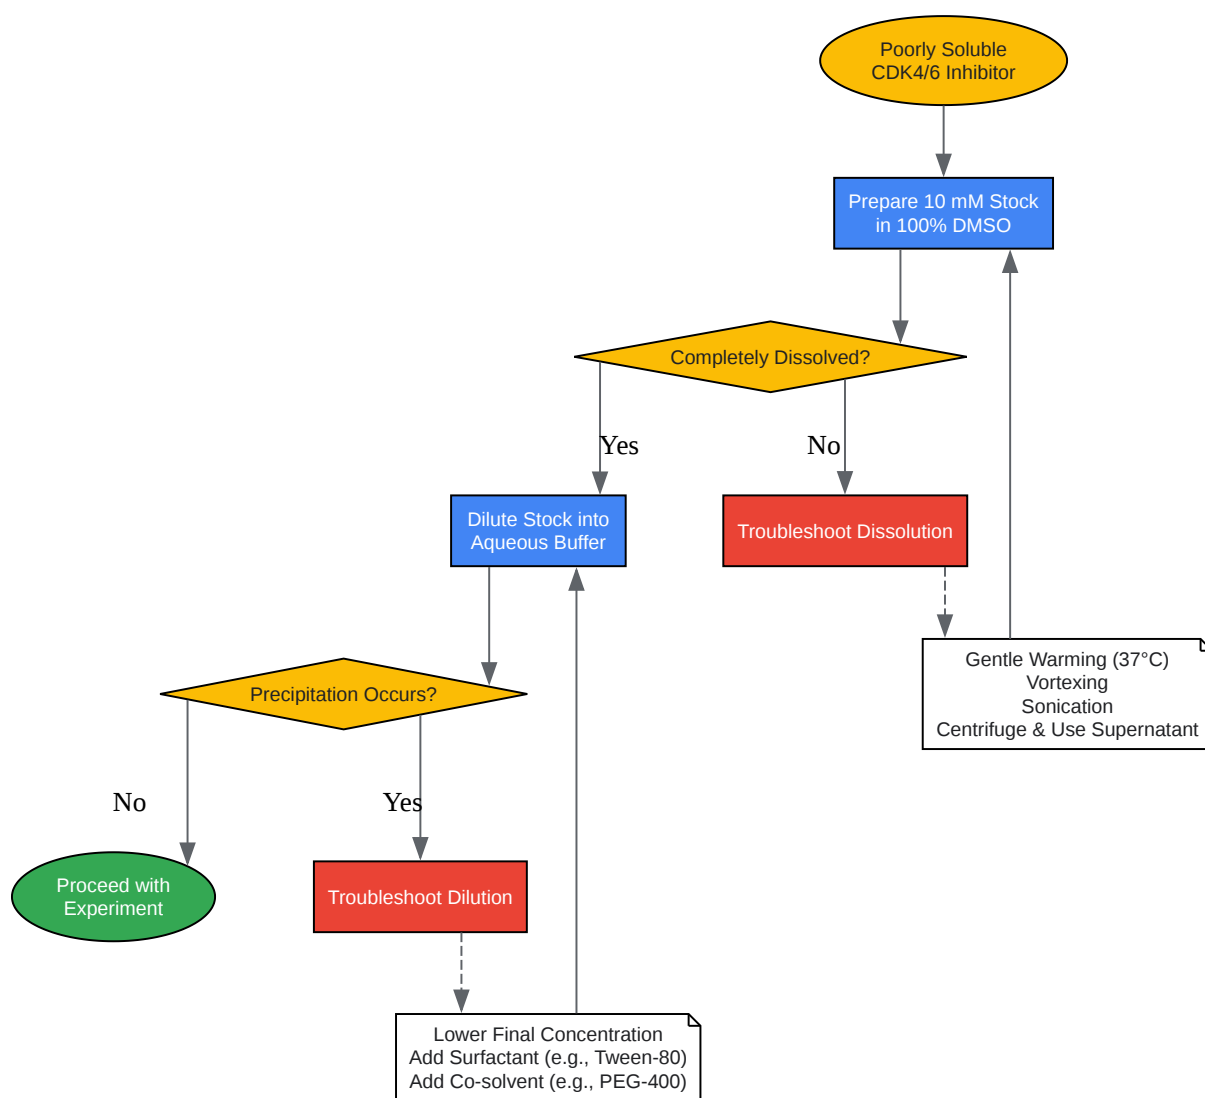 Poorly Soluble
CDK4/6 Inhibitor
Prepare 10 mM Stock
in 100% DMSO
Completely Dissolved?
Yes
No
Dilute Stock into
Aqueous Buffer
Troubleshoot Dissolution
Gentle Warming (37°C)
Vortexing
Sonication
Centrifuge & Use Supernatant
Precipitation Occurs?
No
Yes
Proceed with
Experiment
Troubleshoot Dilution
Lower Final Concentration
Add Surfactant (e.g., Tween-80)
Add Co-solvent (e.g., PEG-400)